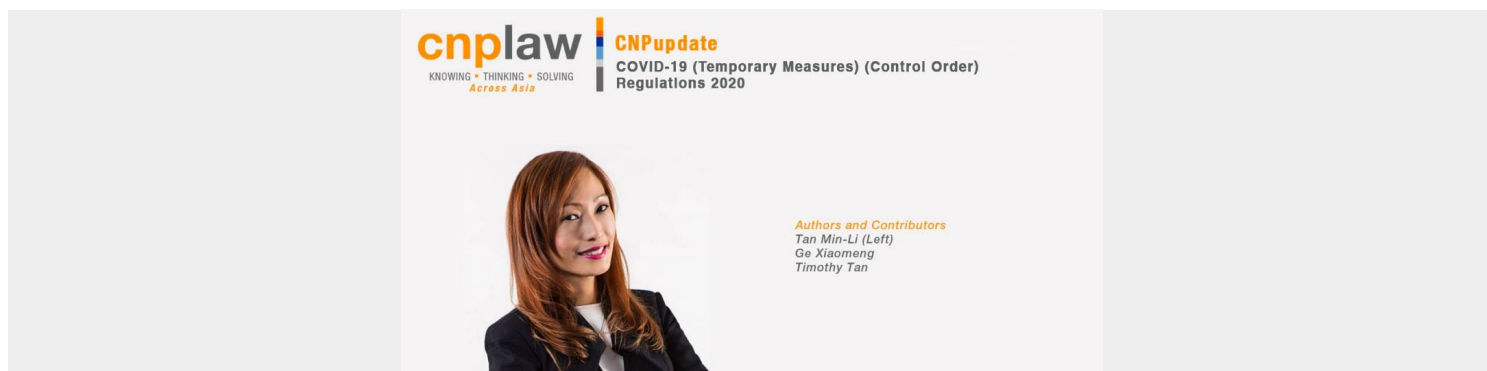 cnplaw
KNOWING • THINKING • SOLVING
Across Asia
CNPupdate
COVID-19 (Temporary Measures) (Control Order)
Regulations 2020
Authors and Contributors
Tan Min-Li (Left)
Ge Xiaomeng
Timothy Tan